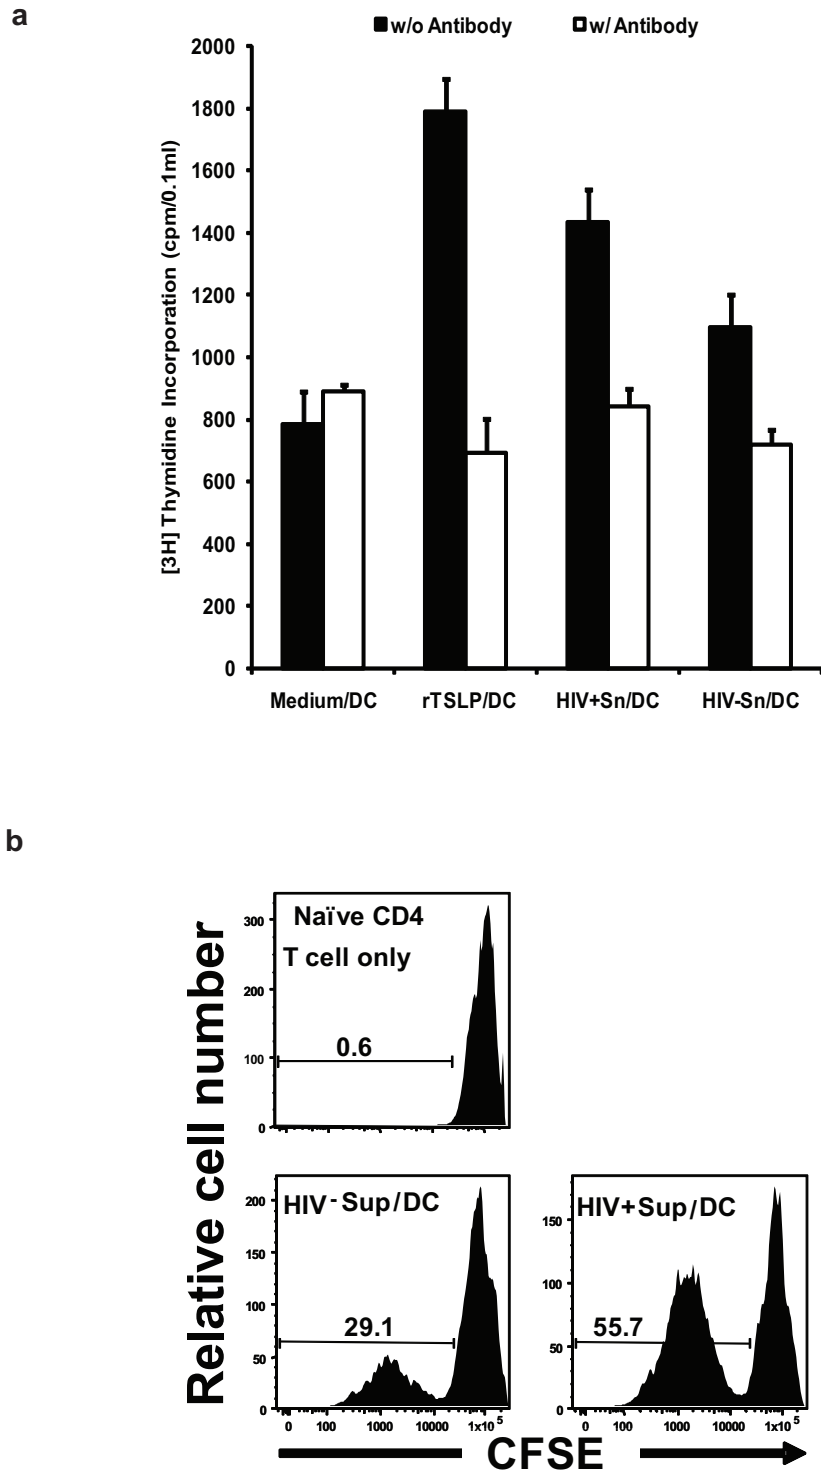 a
w/o Antibody w/ Antibody
[3H] Thymidine Incorporation (cpm/0.1ml)
2000
1800
1600
1400
1200
1000
800
600
400
200
0
Medium/DC rTSLP/DC HIV+Sn/DC HIV-Sn/DC
b
Relative cell number
Naïve CD4
T cell only
300
200
100
0
0.6
HIV-Sup/DC
200
150
100
50
0
29.1
0 100 1000 10000 1x10 5
HIV+Sup/DC
150
100
50
0
55.7
0 100 1000 10000 1x10 5
CFSE